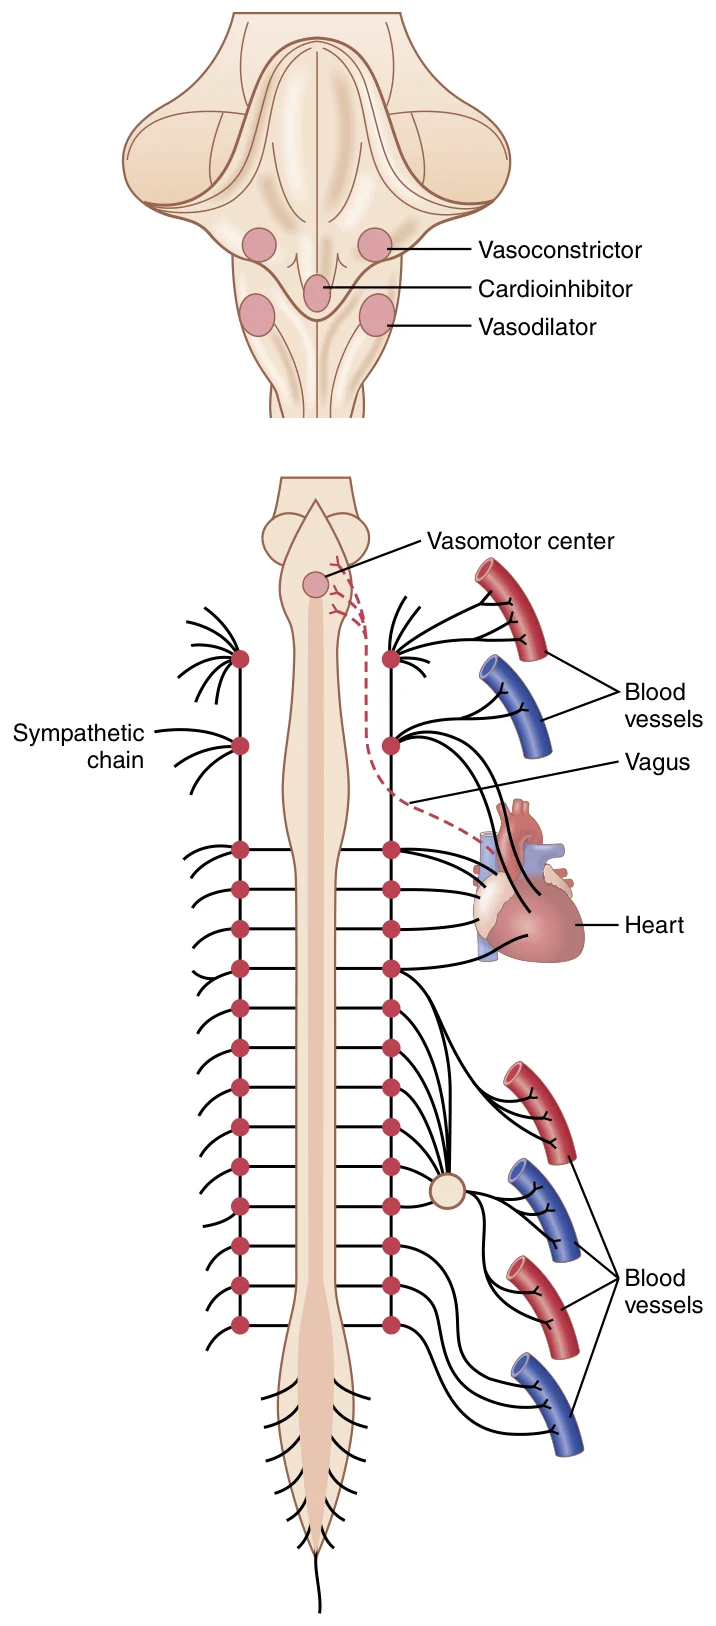 Vasoconstrictor
Cardioinhibitor
Vasodilator
Vasomotor center
Blood
vessels
Sympathetic
chain
Vagus
Heart
Blood
vessels